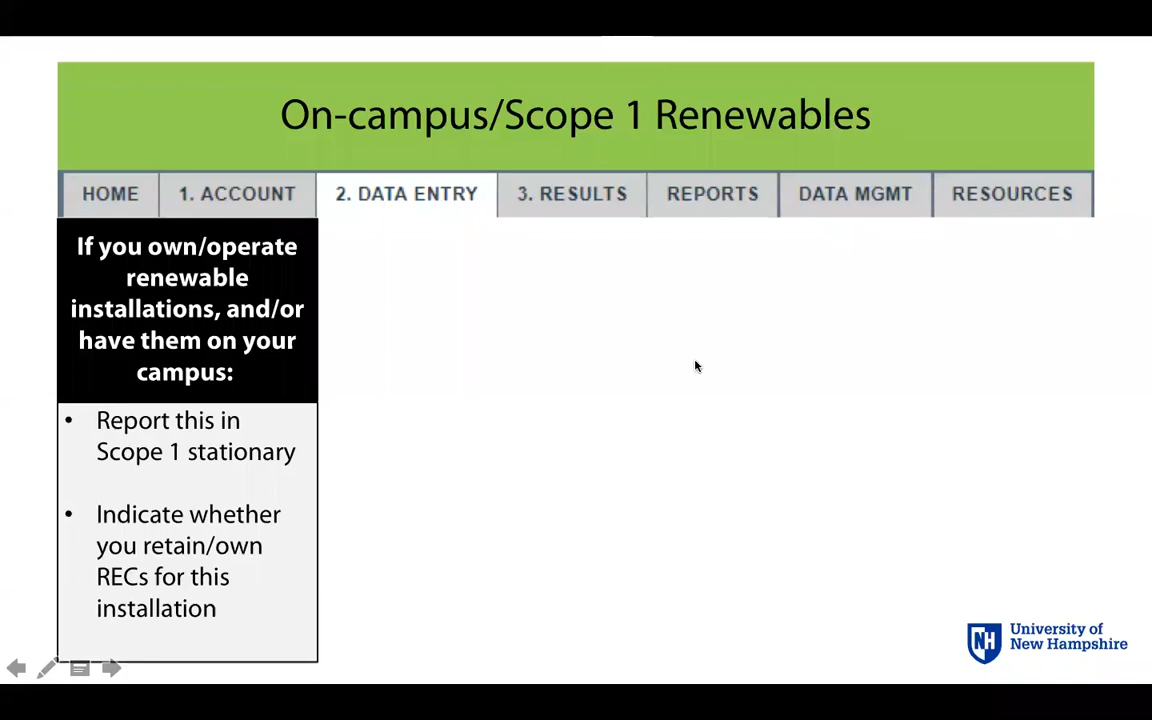 On-campus/Scope 1 Renewables
HOME 1. ACCOUNT 2. DATA ENTRY 3. RESULTS REPORTS DATA MGMT RESOURCES
If you own/operate
renewable
installations, and/or
have them on your
campus:
• Report this in
Scope 1 stationary
• Indicate whether
you retain/own
RECs for this
installation
NH
University of
New Hampshire